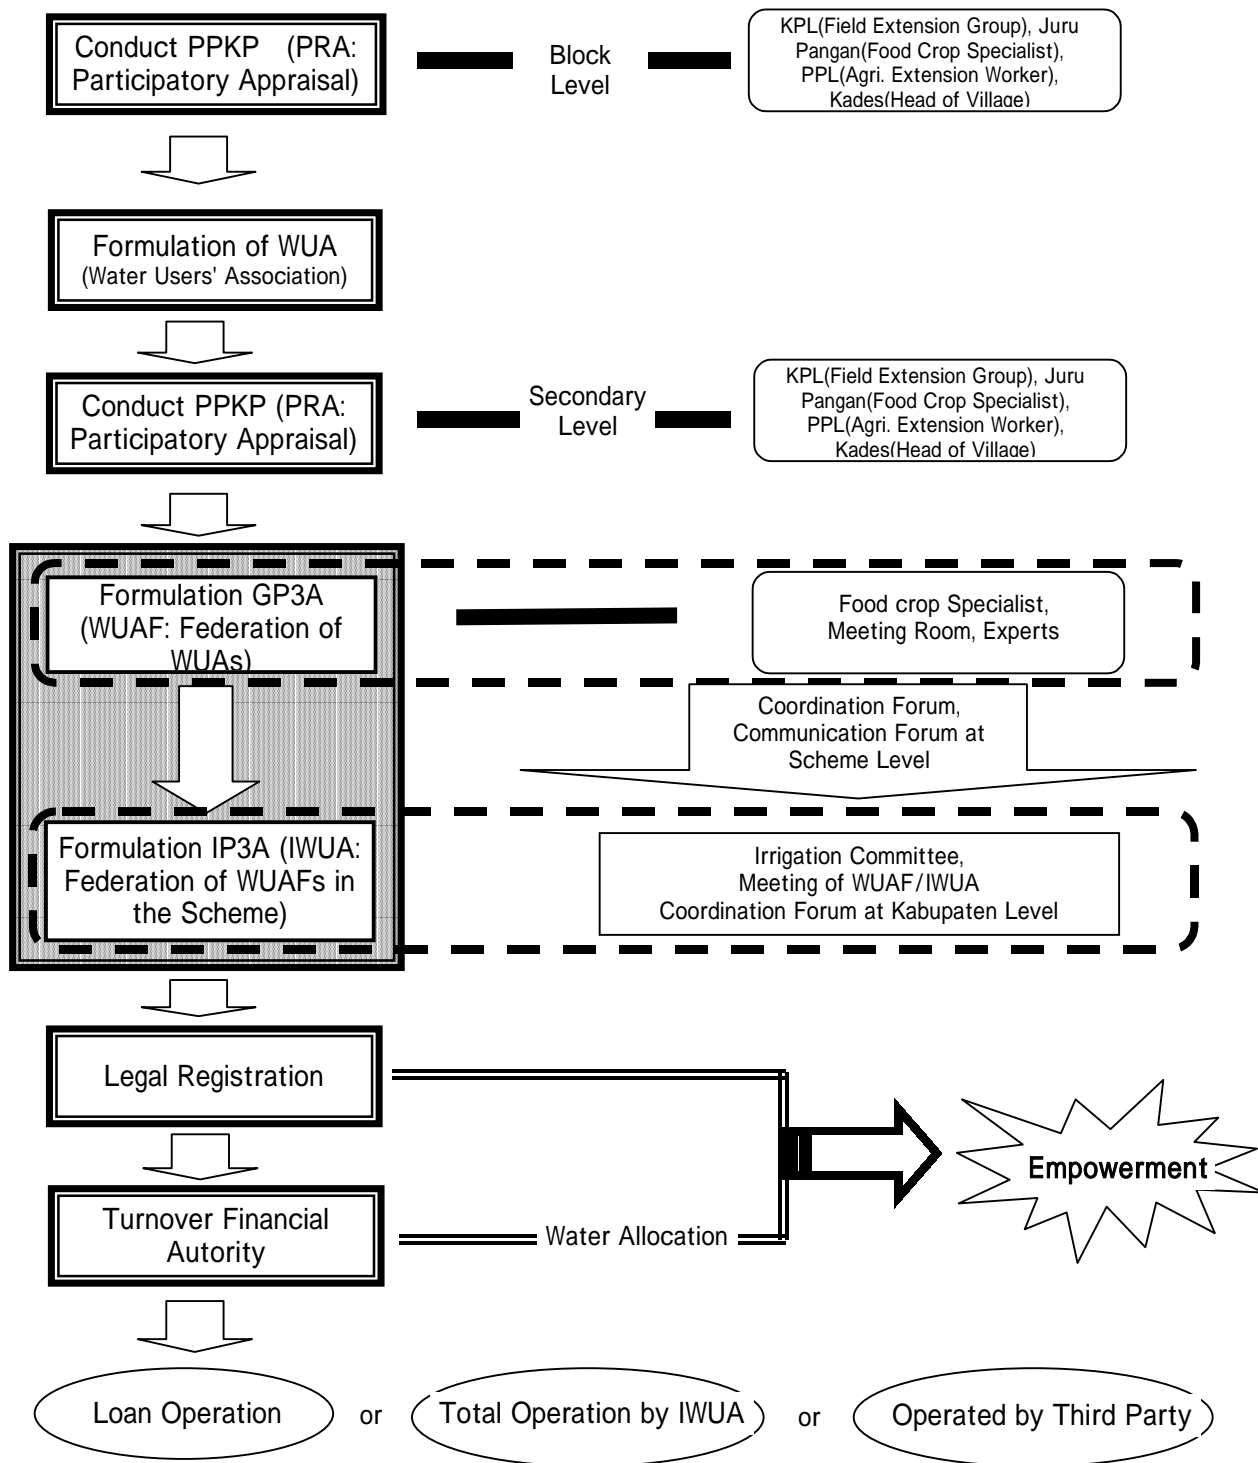 Conduct PPKP (PRA:
Participatory Appraisal)
Block
Level
KPL(Field Extension Group), Juru
Pangan(Food Crop Specialist),
PPL(Agri. Extension Worker),
Kades(Head of Village)
Formulation of WUA
(Water Users' Association)
Conduct PPKP (PRA:
Participatory Appraisal)
Secondary
Level
KPL(Field Extension Group), Juru
Pangan(Food Crop Specialist),
PPL(Agri. Extension Worker),
Kades(Head of Village)
Formulation GP3A
(WUAF: Federation of
WUAs)
Food crop Specialist,
Meeting Room, Experts
Coordination Forum,
Communication Forum at
Scheme Level
Formulation IP3A (IWUA:
Federation of WUAFs in
the Scheme)
Irrigation Committee,
Meeting of WUAF/IWUA
Coordination Forum at Kabupaten Level
Legal Registration
Empowerment
Turnover Financial
Autority
Water Allocation
Loan Operation
or
Total Operation by IWUA
or
Operated by Third Party